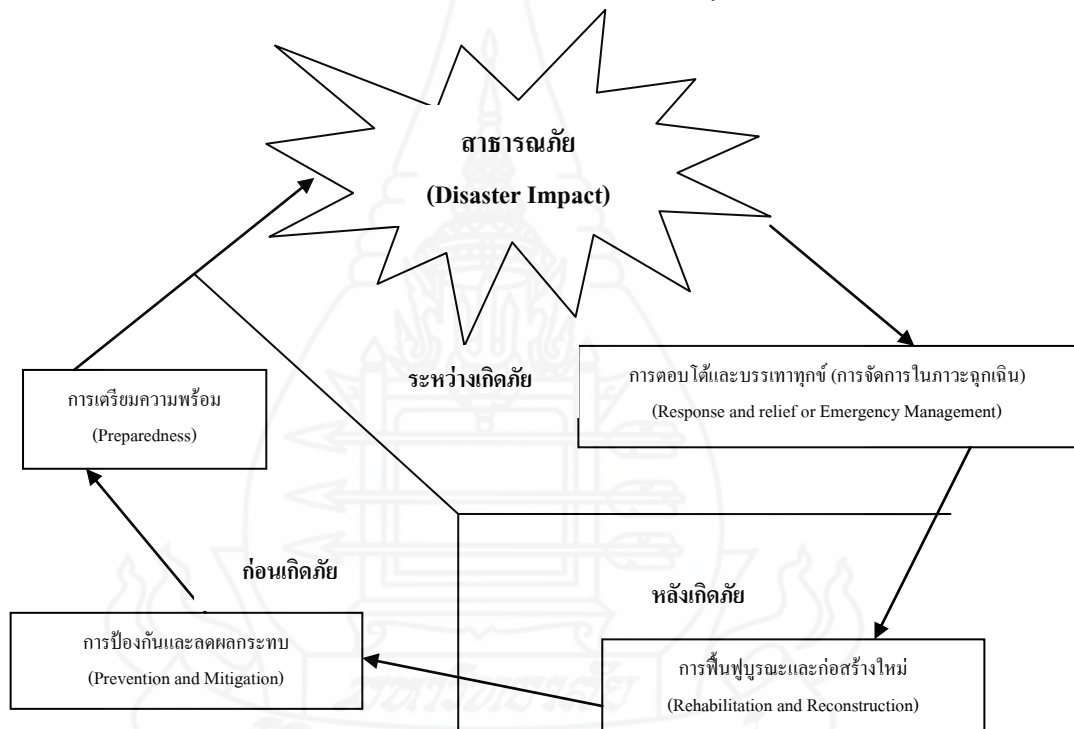 สาธารณภัย
(Disaster Impact)
ระหว่างเกิดภัย
การตอบโต้และบรรเทาทุกข์ (การจัดการในภาวะฉุกเฉิน)
(Response and relief or Emergency Management)
การเตรียมความพร้อม
(Preparedness)
ก่อนเกิดภัย
หลังเกิดภัย
การป้องกันและลดผลกระทบ
(Prevention and Mitigation)
การฟื้นฟูบูรณะและก่อสร้างใหม่
(Rehabilitation and Reconstruction)